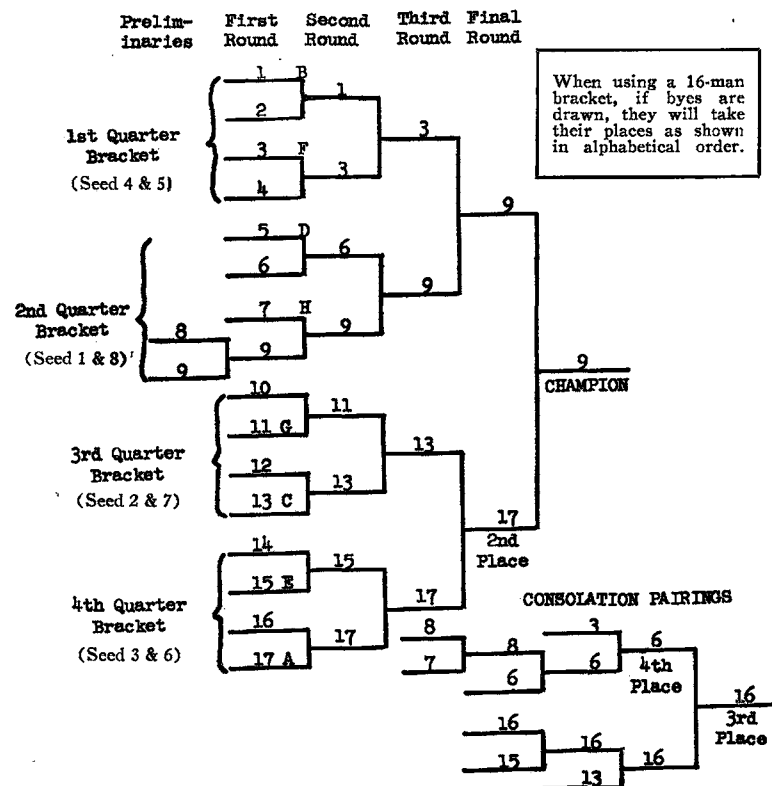 Prelim-
inaries
First
Round
Second
Round
Third
Round
Final
Round
When using a 16-man
bracket, if byes are
drawn, they will take
their places as shown
in alphabetical order.
1st Quarter
Bracket
(Seed 4 & 5)
1 B
2
3 F
4
1
3
3
2nd Quarter
Bracket
(Seed 1 & 8)
8
9
5 D
6
7 H
9
6
9
9
9
9
CHAMPION
3rd Quarter
Bracket
(Seed 2 & 7)
10
11 G
12
13 C
11
13
13
17
2nd
Place
4th Quarter
Bracket
(Seed 3 & 6)
14
15 E
16
17 A
15
17
17
CONSOLATION PAIRINGS
8
7
8
6
3
6
6
4th
Place
16
3rd
Place
16
15
16
13
16